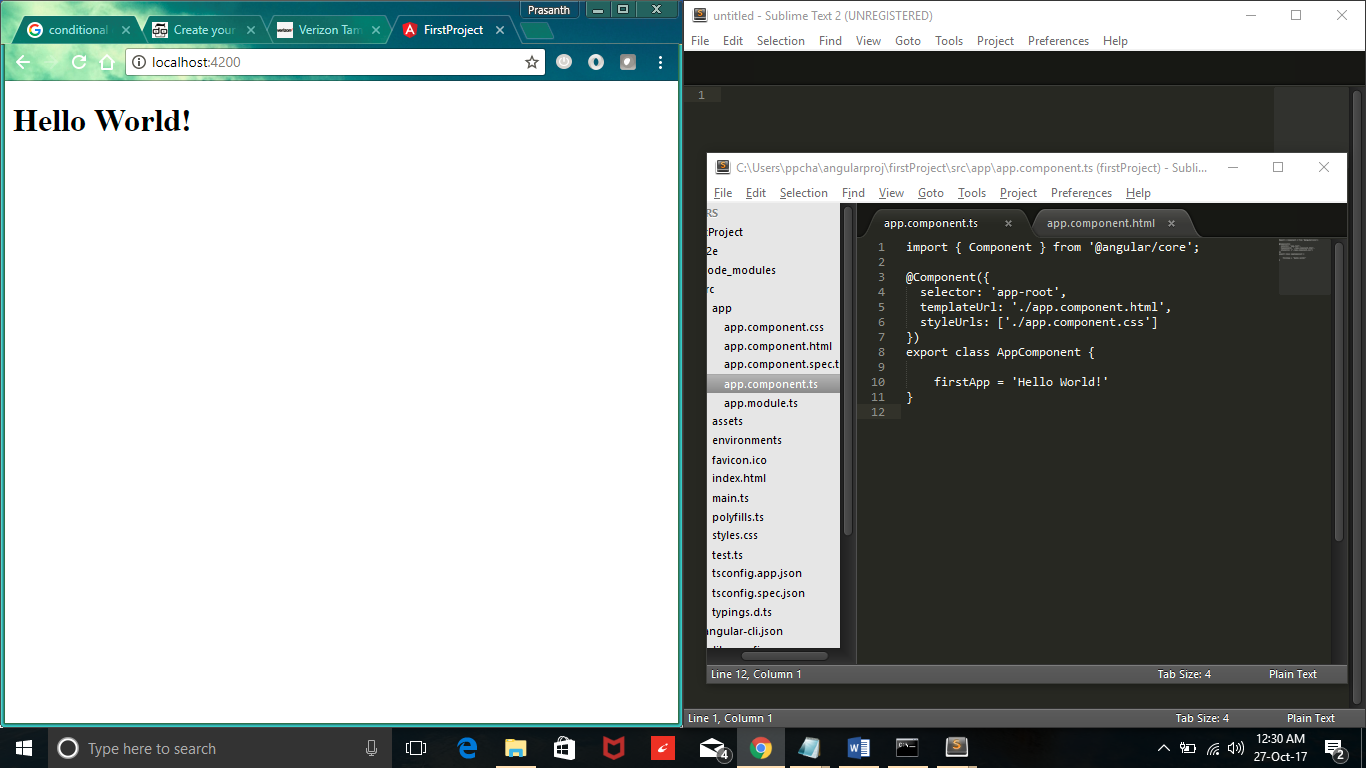 Prasanth
conditional
Create your
Verizon Tam
FirstProject
localhost:4200
Hello World!
untitled - Sublime Text 2 (UNREGISTERED)
File Edit Selection Find View Goto Tools Project Preferences Help
1
C:\Users\ppcha\angularproj\firstProject\src\app\app.component.ts (firstProject) - Subli...
File Edit Selection Find View Goto Tools Project Preferences Help
RS
tProject
2e
ode_modules
rc
app
app.component.css
app.component.html
app.component.spec.t
app.component.ts
app.module.ts
assets
environments
favicon.ico
index.html
main.ts
polyfills.ts
styles.css
test.ts
tsconfig.app.json
tsconfig.spec.json
typings.d.ts
angular-cli.json
app.component.ts
app.component.html
1 import { Component } from '@angular/core';
2
3 @Component({
4 selector: 'app-root',
5 templateUrl: './app.component.html',
6 styleUrls: ['./app.component.css']
7 })
8 export class AppComponent {
9
10 firstApp = 'Hello World!'
11 }
12
Line 12, Column 1
Tab Size: 4
Plain Text
Line 1, Column 1
Tab Size: 4
Plain Text
Type here to search
4
12:30 AM
27-Oct-17
2